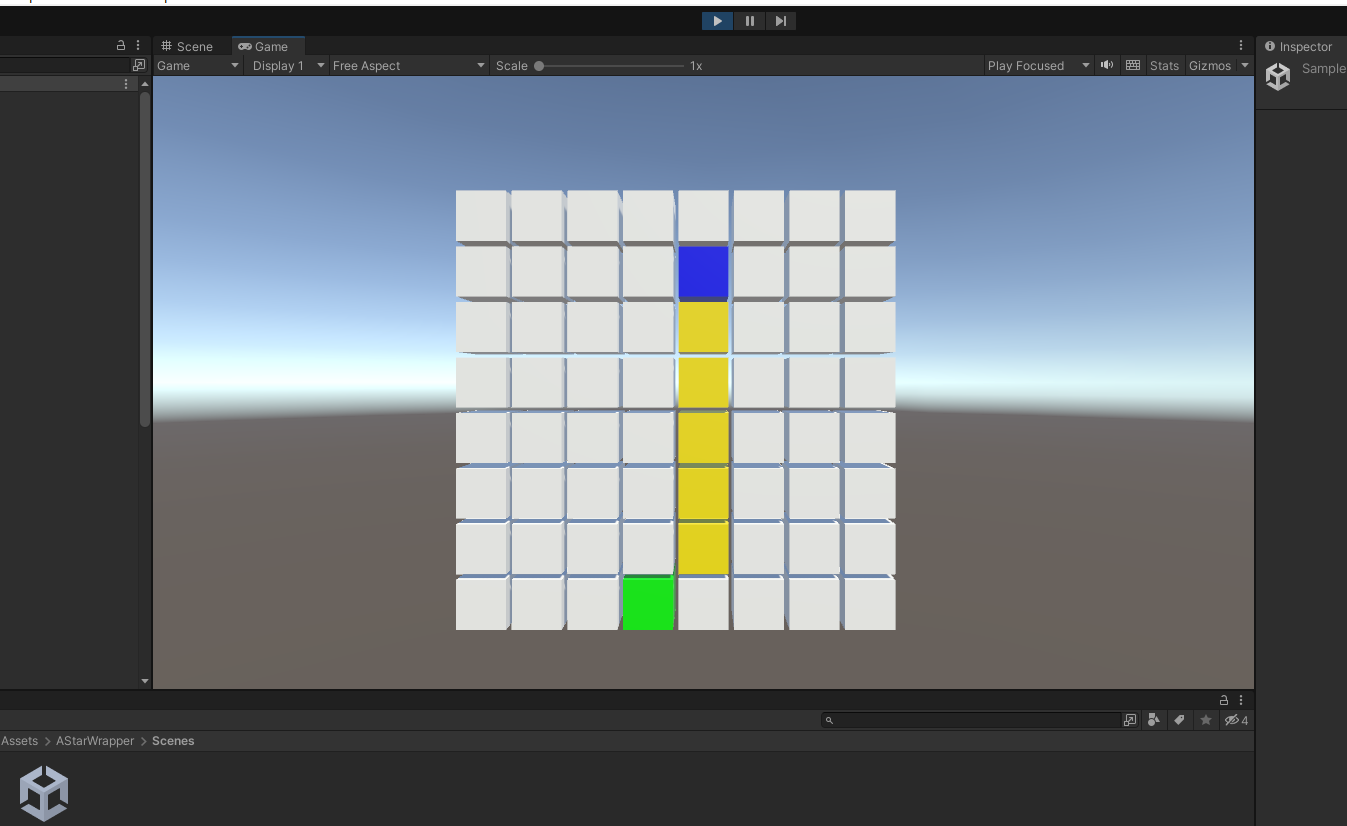 Scene Game
Game Display 1 Free Aspect Scale 1x Play Focused Stats Gizmos
Inspector
Sample
4
Assets > AStarWrapper > Scenes